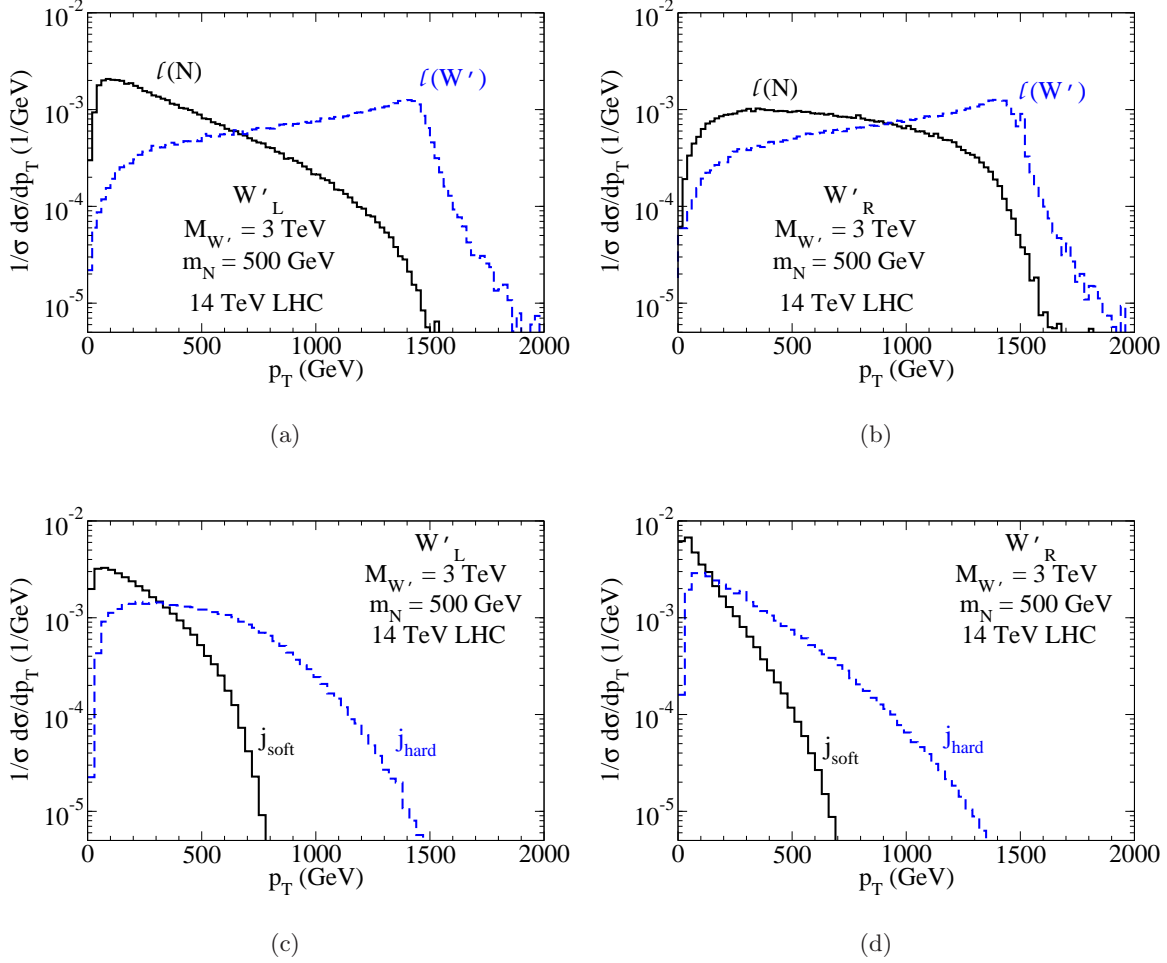 10^-2
10^-3
10^-4
10^-5
1/σ dσ/dp_T (1/GeV)
ℓ(N)
ℓ(W′)
W′_L
M_W′ = 3 TeV
m_N = 500 GeV
14 TeV LHC
0 500 1000 1500 2000
p_T (GeV)
(a)
10^-2
10^-3
10^-4
10^-5
1/σ dσ/dp_T (1/GeV)
ℓ(N)
ℓ(W′)
W′_R
M_W′ = 3 TeV
m_N = 500 GeV
14 TeV LHC
0 500 1000 1500 2000
p_T (GeV)
(b)
10^-2
10^-3
10^-4
10^-5
1/σ dσ/dp_T (1/GeV)
W′_L
M_W′ = 3 TeV
m_N = 500 GeV
14 TeV LHC
j_soft
j_hard
0 500 1000 1500 2000
p_T (GeV)
(c)
10^-2
10^-3
10^-4
10^-5
1/σ dσ/dp_T (1/GeV)
W′_R
M_W′ = 3 TeV
m_N = 500 GeV
14 TeV LHC
j_soft
j_hard
0 500 1000 1500 2000
p_T (GeV)
(d)